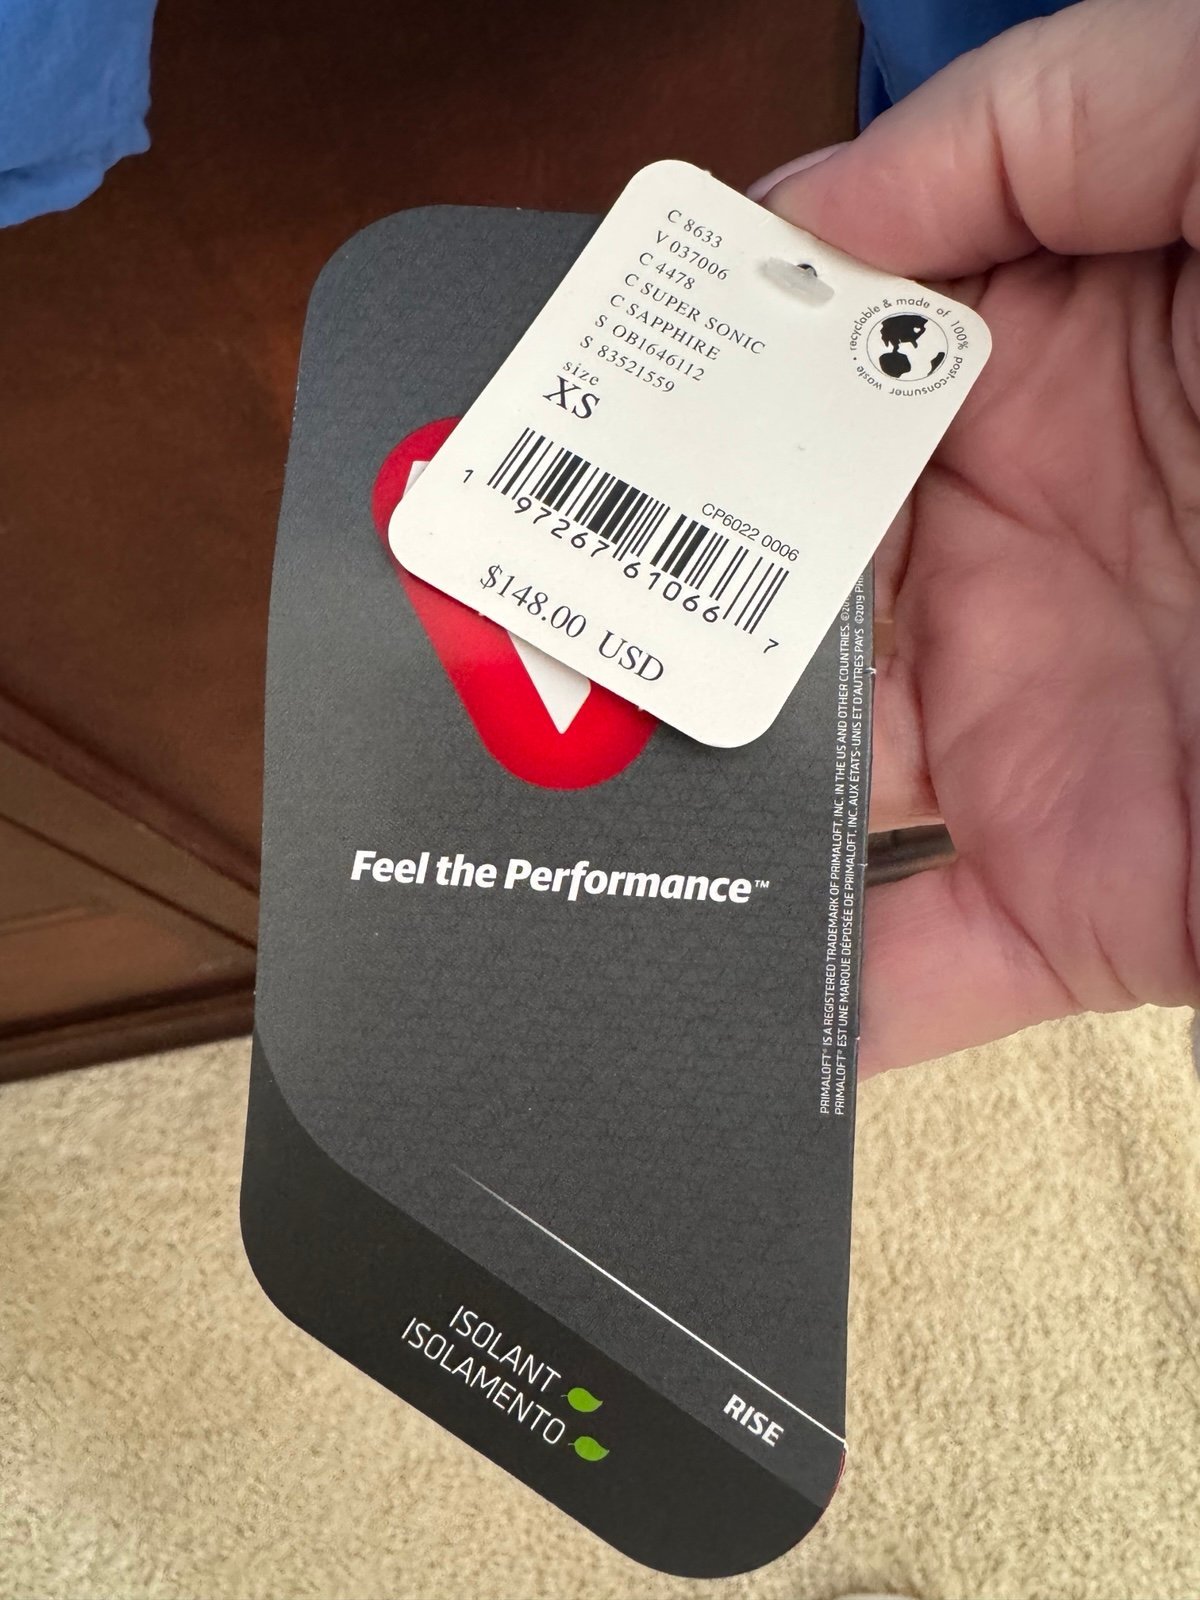 C 8633
V 037006
C 4478
C SUPER SONIC
C SAPPHIRE
S OB1646112
S 83521559
size
XS
recyclable & made of 100% post-consumer waste •
CP6022 0006
1 97267 61066 7
$148.00 USD
Feel the Performance™
PRIMALOFT® IS A REGISTERED TRADEMARK OF PRIMALOFT, INC. IN THE US AND OTHER COUNTRIES.
PRIMALOFT® EST UNE MARQUE DÉPOSÉE DE PRIMALOFT, INC. AUX ÉTATS-UNIS ET D'AUTRES PAYS ©2019
ISOLANT
ISOLAMENTO
RISE